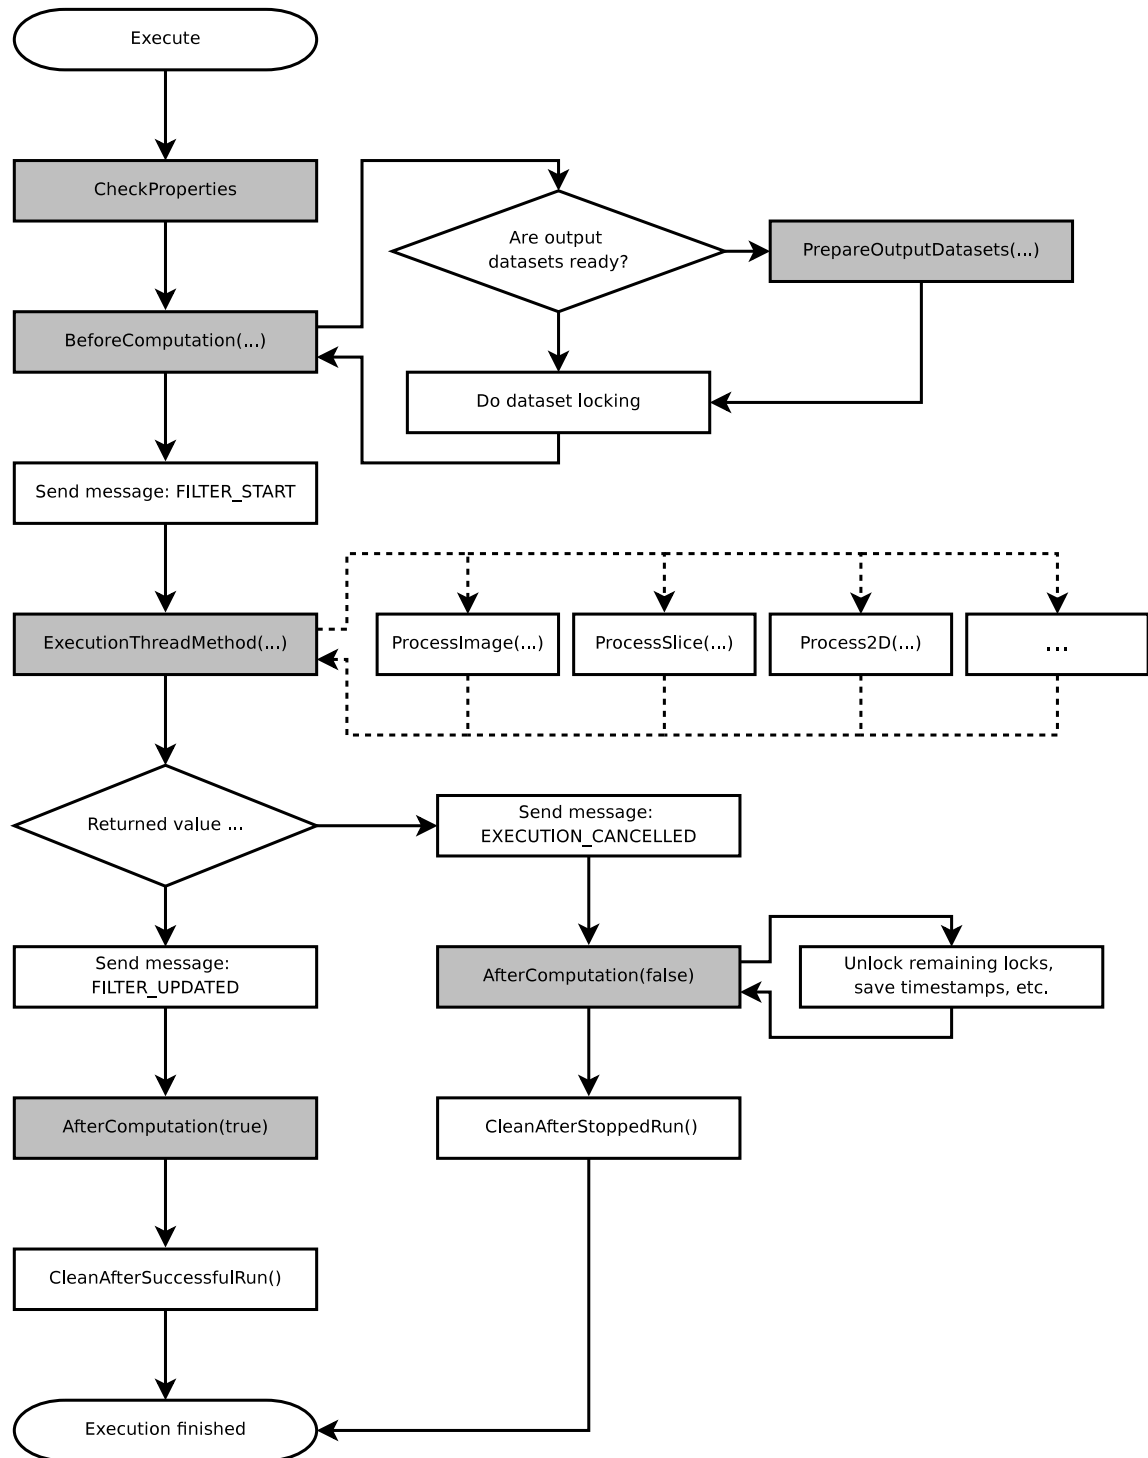 Execute
CheckProperties
Are output
datasets ready?
PrepareOutputDatasets(...)
BeforeComputation(...)
Do dataset locking
Send message: FILTER_START
ExecutionThreadMethod(...)
ProcessImage(...)
ProcessSlice(...)
Process2D(...)
...
Returned value ...
Send message:
EXECUTION_CANCELLED
Send message:
FILTER_UPDATED
AfterComputation(false)
Unlock remaining locks,
save timestamps, etc.
AfterComputation(true)
CleanAfterStoppedRun()
CleanAfterSuccessfulRun()
Execution finished